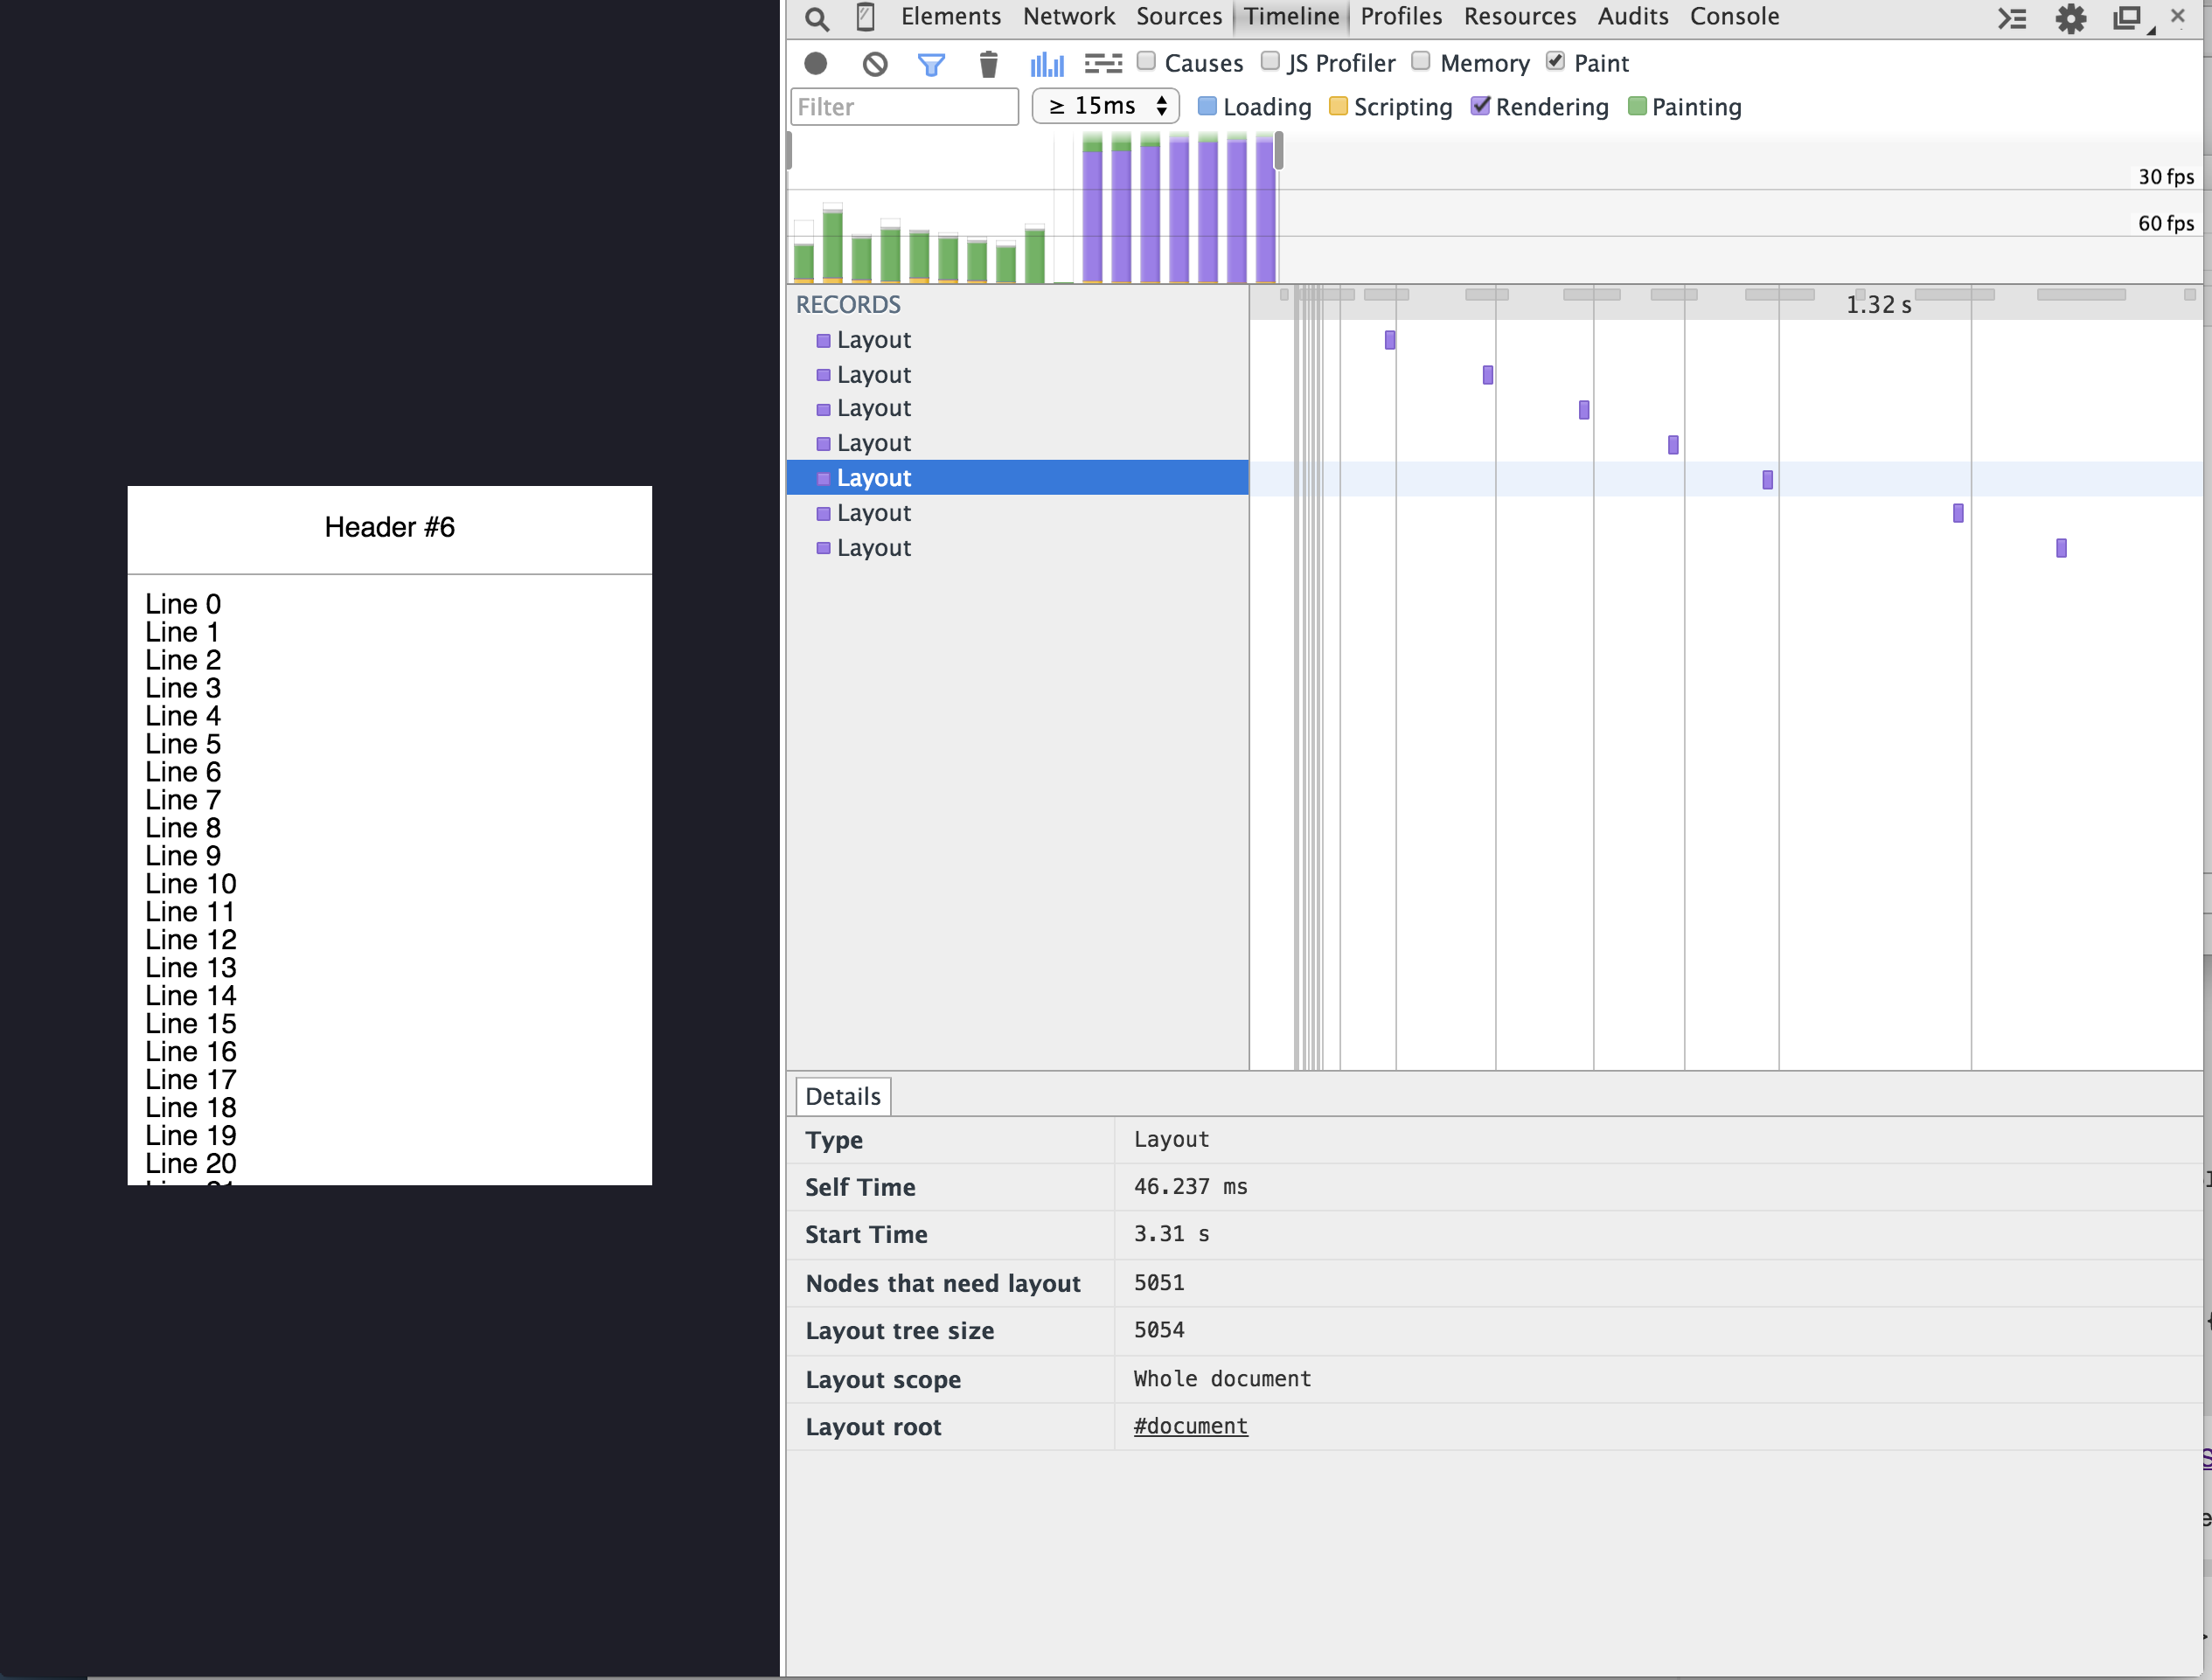 Elements Network Sources Timeline Profiles Resources Audits Console
Causes JS Profiler Memory Paint
Filter ≥ 15ms Loading Scripting Rendering Painting
30 fps
60 fps
RECORDS
1.32 s
Layout
Layout
Layout
Layout
Layout
Layout
Layout
Header #6
Line 0
Line 1
Line 2
Line 3
Line 4
Line 5
Line 6
Line 7
Line 8
Line 9
Line 10
Line 11
Line 12
Line 13
Line 14
Line 15
Line 16
Line 17
Line 18
Line 19
Line 20
Details
Type Layout
Self Time 46.237 ms
Start Time 3.31 s
Nodes that need layout 5051
Layout tree size 5054
Layout scope Whole document
Layout root #document